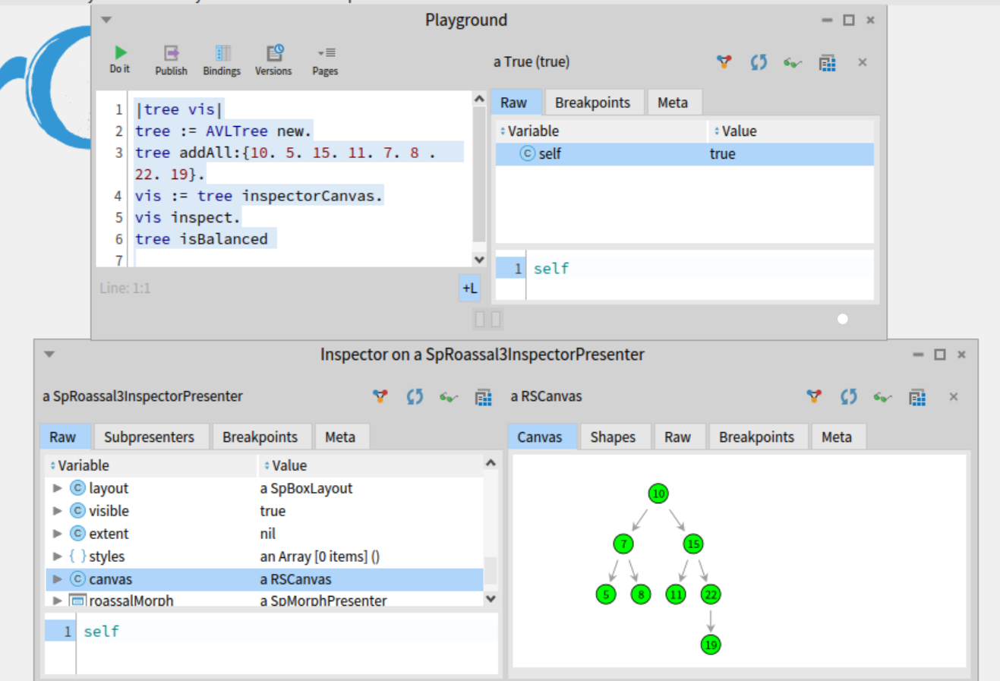 Playground
Do it Publish Bindings Versions Pages
a True (true)
1 |tree vis|
2 tree := AVLTree new.
3 tree addAll:{10. 5. 15. 11. 7. 8 .
22. 19}.
4 vis := tree inspectorCanvas.
5 vis inspect.
6 tree isBalanced
7
Line: 1:1
+L
Raw Breakpoints Meta
Variable Value
self true
1 self
Inspector on a SpRoassal3InspectorPresenter
a SpRoassal3InspectorPresenter
Raw Subpresenters Breakpoints Meta
Variable Value
layout a SpBoxLayout
visible true
extent nil
{ } styles an Array [0 items] ()
canvas a RSCanvas
roassalMorph a SpMorphPresenter
1 self
a RSCanvas
Canvas Shapes Raw Breakpoints Meta
10
7 15
5 8 11 22
19